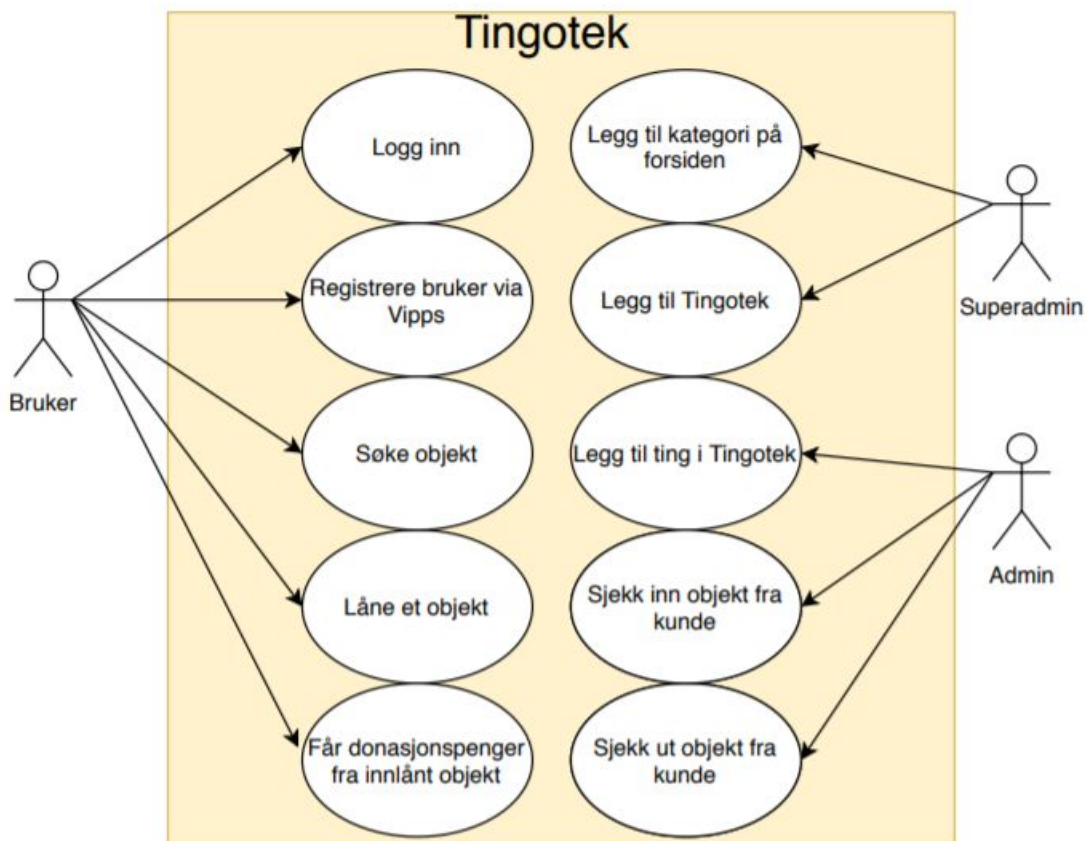 Tingotek
Logg inn
Legg til kategori på
forsiden
Registrere bruker via
Vipps
Legg til Tingotek
Superadmin
Bruker
Søke objekt
Legg til ting i Tingotek
Admin
Låne et objekt
Sjekk inn objekt fra
kunde
Får donasjonspenger
fra innlånt objekt
Sjekk ut objekt fra
kunde